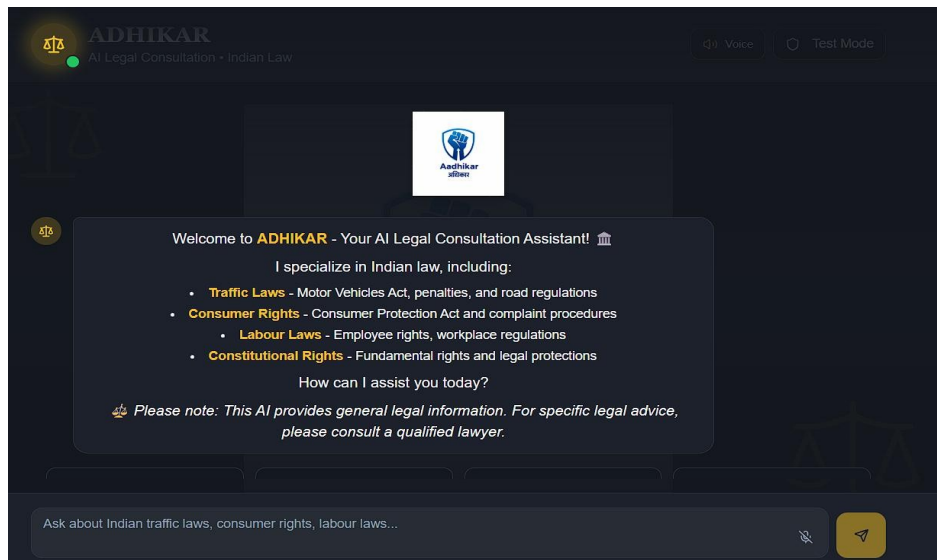 ADHIKAR
AI Legal Consultation • Indian Law
Voice
Test Mode
Aadhikar
अधिकार
Welcome to ADHIKAR - Your AI Legal Consultation Assistant! 🏛️
I specialize in Indian law, including:
• Traffic Laws - Motor Vehicles Act, penalties, and road regulations
• Consumer Rights - Consumer Protection Act and complaint procedures
• Labour Laws - Employee rights, workplace regulations
• Constitutional Rights - Fundamental rights and legal protections
How can I assist you today?
⚖️ Please note: This AI provides general legal information. For specific legal advice,
please consult a qualified lawyer.
Ask about Indian traffic laws, consumer rights, labour laws...